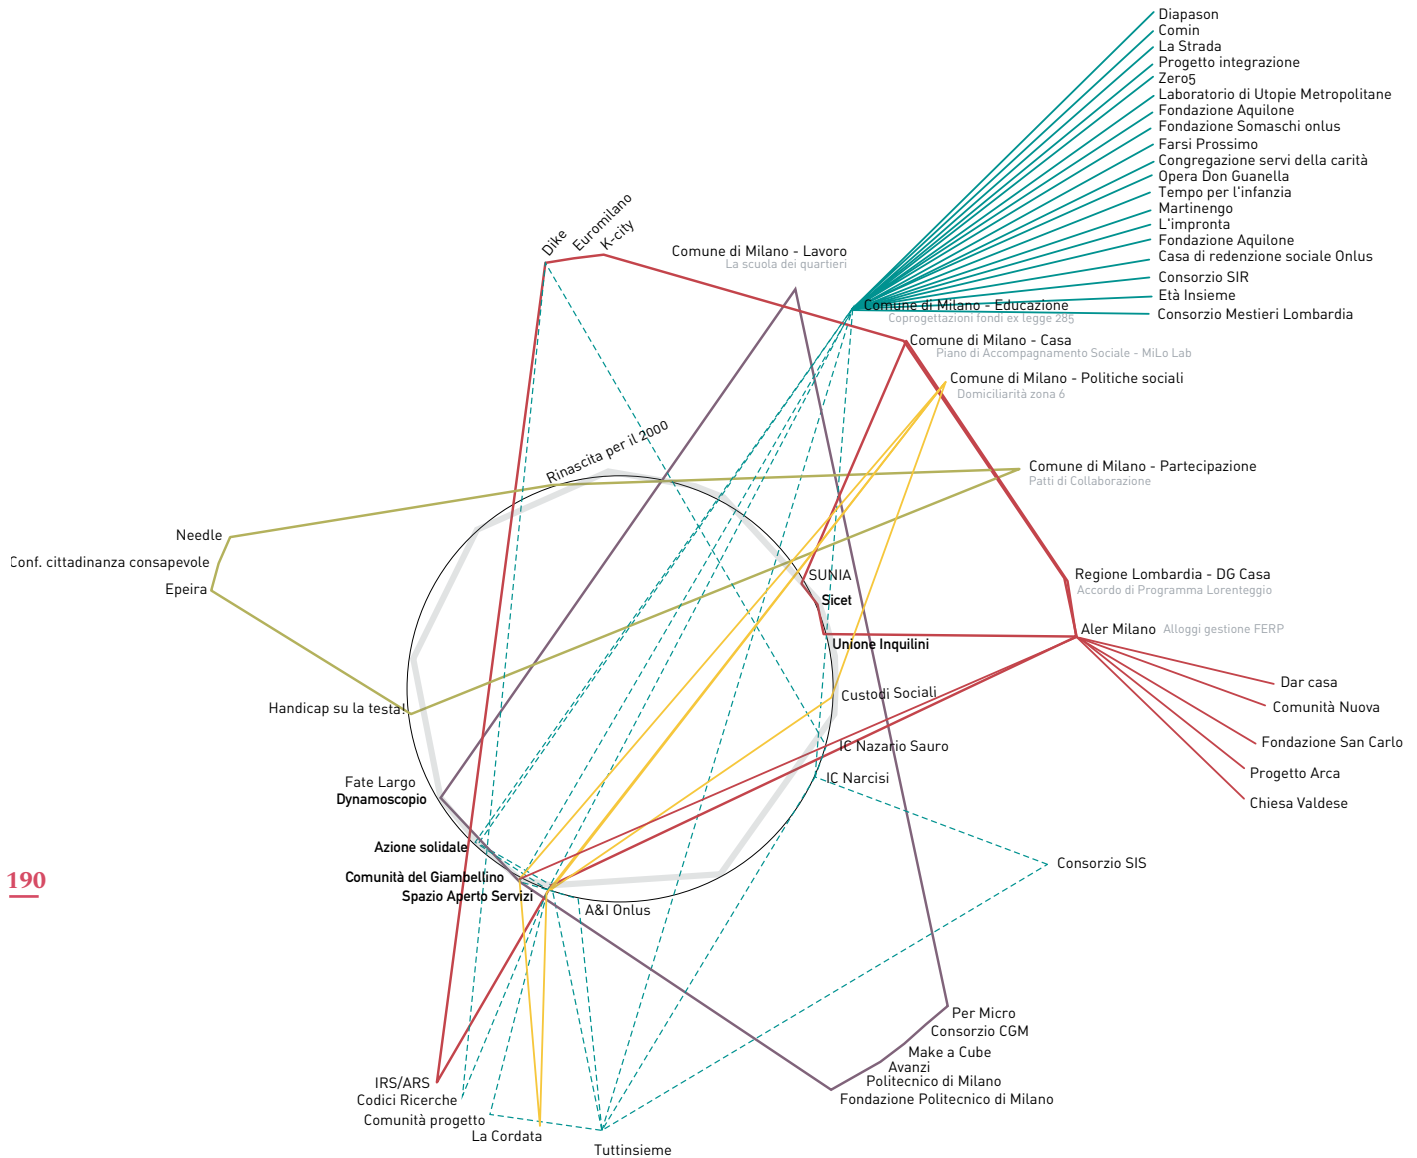 Diapason
Comin
La Strada
Progetto integrazione
Zero5
Laboratorio di Utopie Metropolitane
Fondazione Aquilone
Fondazione Somaschi onlus
Farsi Prossimo
Congregazione servi della carità
Opera Don Guanella
Tempo per l'infanzia
Martinengo
L'impronta
Fondazione Aquilone
Casa di redenzione sociale Onlus
Consorzio SIR
Età Insieme
Consorzio Mestieri Lombardia
Dike
Euromilano
K-city
Comune di Milano - Lavoro
La scuola dei quartieri
Comune di Milano - Educazione
Coprogettazioni fondi ex legge 285
Comune di Milano - Casa
Piano di Accompagnamento Sociale - MiLo Lab
Comune di Milano - Politiche sociali
Domiciliarità zona 6
Rinascita per il 2000
Comune di Milano - Partecipazione
Patti di Collaborazione
Needle
Conf. cittadinanza consapevole
Epeira
SUNIA
Sicet
Unione Inquilini
Regione Lombardia - DG Casa
Accordo di Programma Lorenteggio
Aler Milano Alloggi gestione FERP
Dar casa
Comunità Nuova
Fondazione San Carlo
Progetto Arca
Chiesa Valdese
Custodi Sociali
Handicap su la testa!
IC Nazario Sauro
IC Narcisi
Fate Largo
Dynamoscopio
Azione solidale
Comunità del Giambellino
Spazio Aperto Servizi
A&I Onlus
Consorzio SIS
190
Per Micro
Consorzio CGM
Make a Cube
Avanzi
Politecnico di Milano
Fondazione Politecnico di Milano
IRS/ARS
Codici Ricerche
Comunità progetto
La Cordata
Tuttinsieme